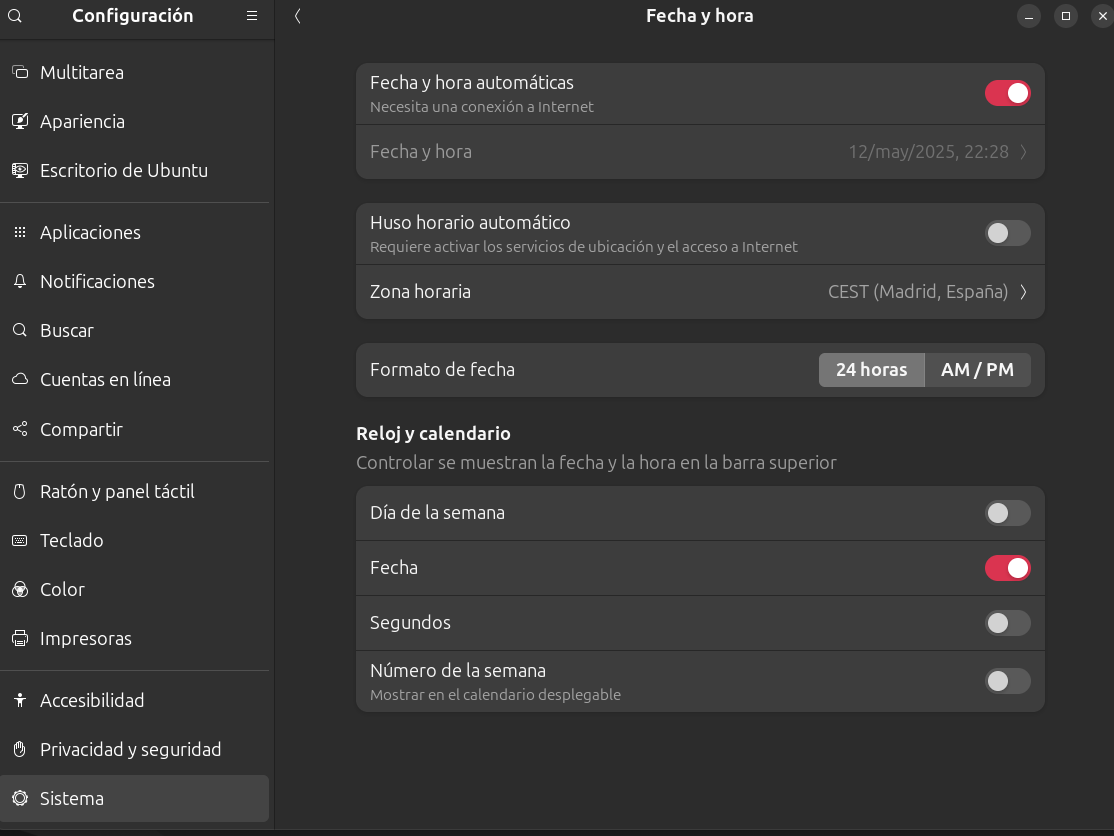 Configuración
Multitarea
Apariencia
Escritorio de Ubuntu
Aplicaciones
Notificaciones
Buscar
Cuentas en línea
Compartir
Ratón y panel táctil
Teclado
Color
Impresoras
Accesibilidad
Privacidad y seguridad
Sistema
Fecha y hora
Fecha y hora automáticas
Necesita una conexión a Internet
Fecha y hora 12/may/2025, 22:28
Huso horario automático
Requiere activar los servicios de ubicación y el acceso a Internet
Zona horaria CEST (Madrid, España)
Formato de fecha 24 horas AM / PM
Reloj y calendario
Controlar se muestran la fecha y la hora en la barra superior
Día de la semana
Fecha
Segundos
Número de la semana
Mostrar en el calendario desplegable